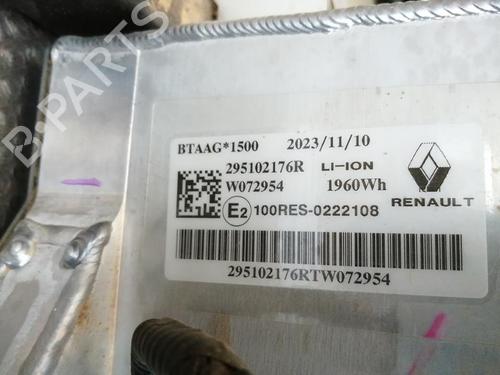 B-PARTS
BTAAG*1500 2023/11/10
295102176R LI-ION
W072954 1960Wh
E2 100RES-0222108
RENAULT
295102176RTW072954